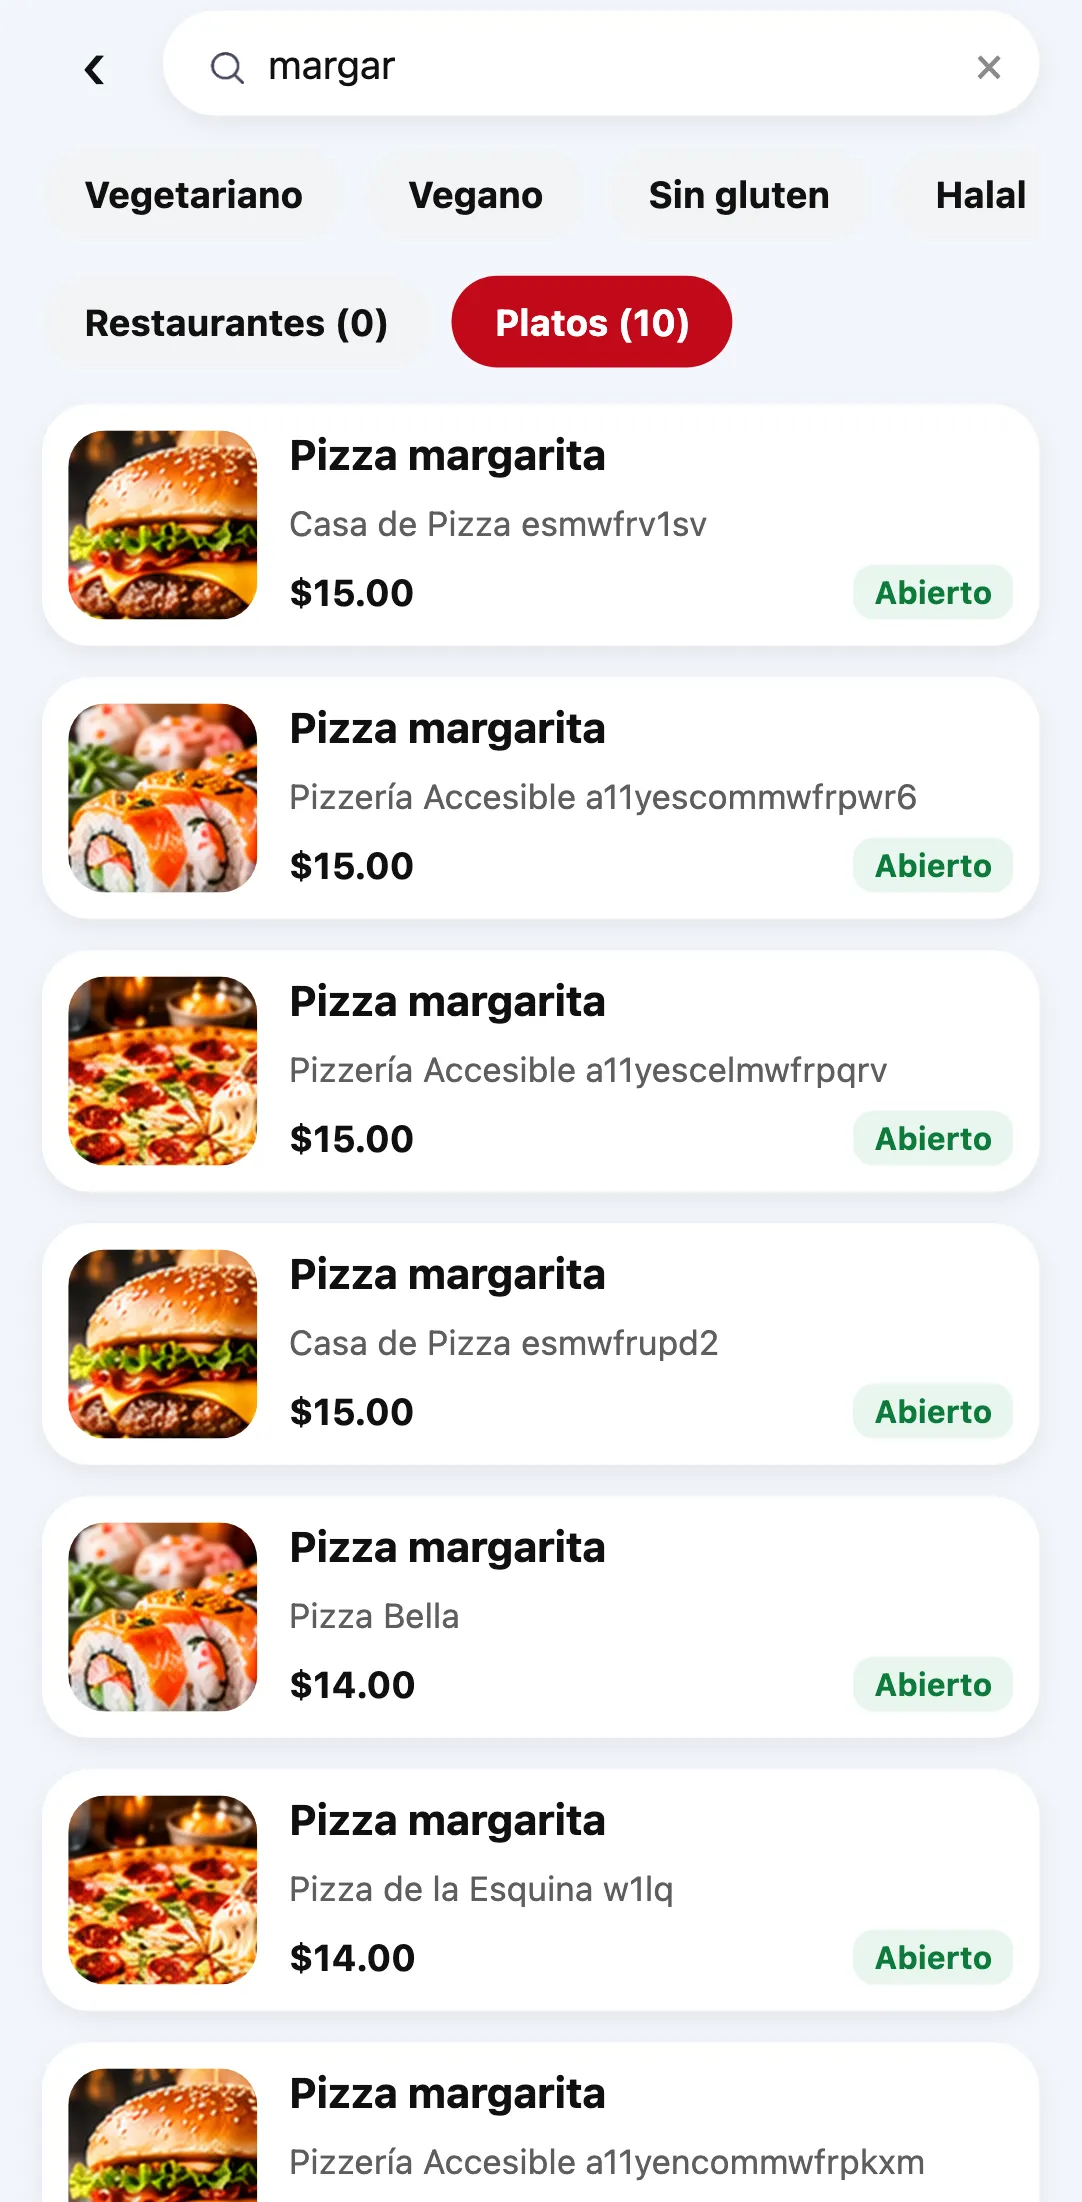 margar
Vegetariano Vegano Sin gluten Halal
Restaurantes (0) Platos (10)
Pizza margarita
Casa de Pizza esmwfrv1sv
$15.00 Abierto
Pizza margarita
Pizzería Accesible a11yescommwfrpwr6
$15.00 Abierto
Pizza margarita
Pizzería Accesible a11yescelmwfrpqrv
$15.00 Abierto
Pizza margarita
Casa de Pizza esmwfrupd2
$15.00 Abierto
Pizza margarita
Pizza Bella
$14.00 Abierto
Pizza margarita
Pizza de la Esquina w1lq
$14.00 Abierto
Pizza margarita
Pizzería Accesible a11yencommwfrpkxm